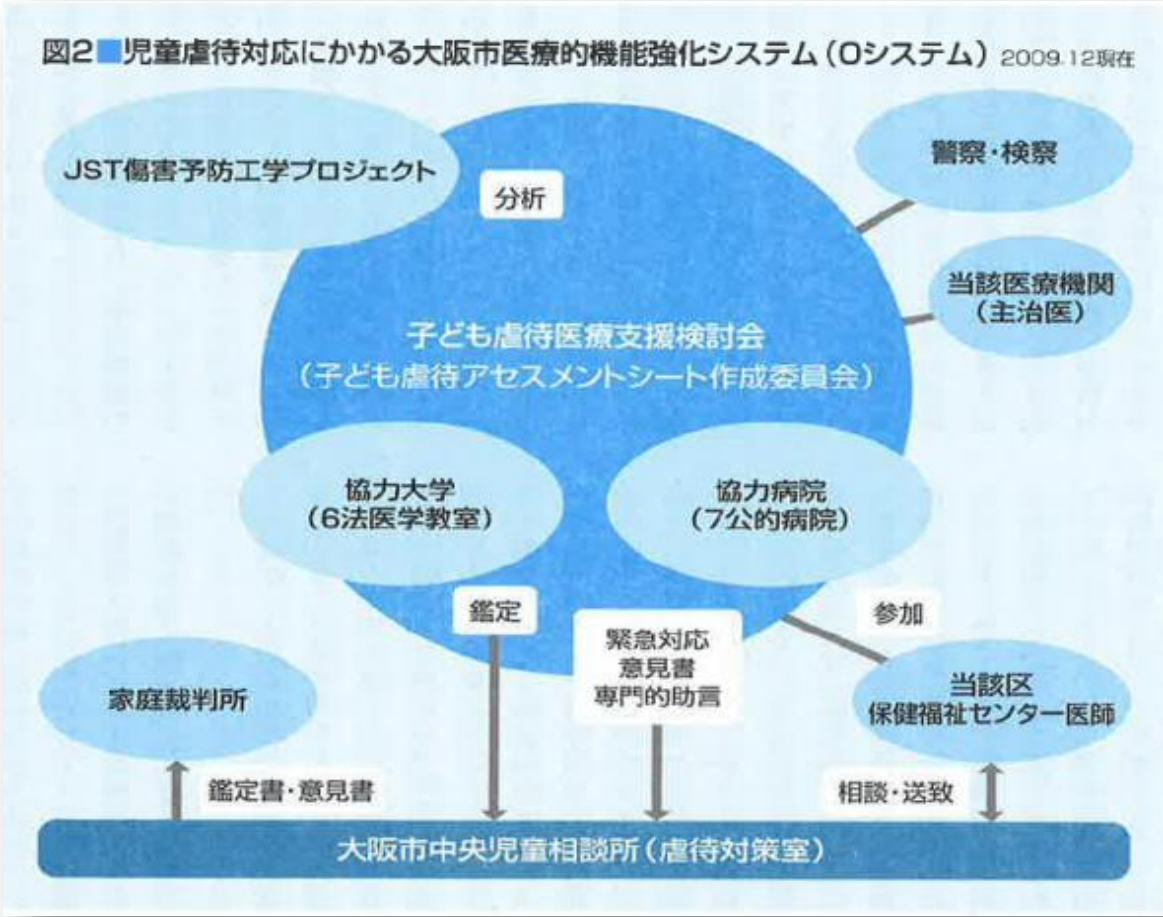 図2■児童虐待対応にかかる大阪市医療的機能強化システム（Oシステム） 2009.12現在
JST傷害予防工学プロジェクト
分析
警察・検察
当該医療機関
（主治医）
子ども虐待医療支援検討会
（子ども虐待アセスメントシート作成委員会）
協力大学
（6法医学教室）
協力病院
（7公的病院）
鑑定
緊急対応
意見書
専門的助言
参加
家庭裁判所
当該区
保健福祉センター医師
鑑定書・意見書
相談・送致
大阪市中央児童相談所（虐待対策室）